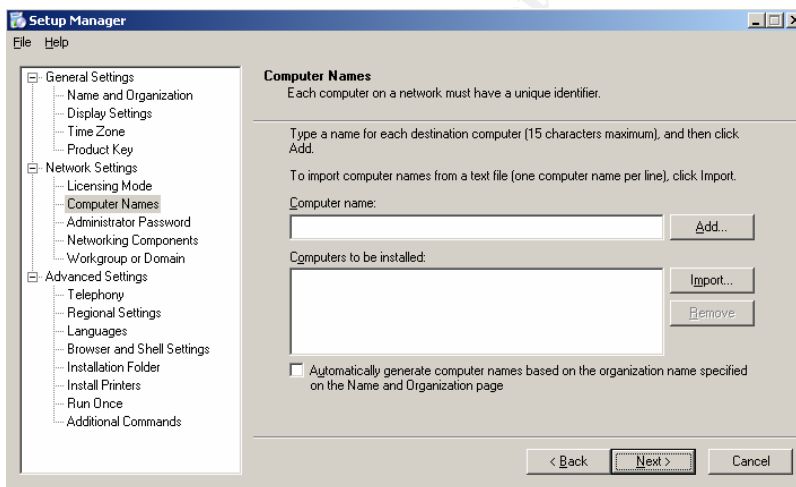 Setup Manager
File Help
General Settings
Name and Organization
Display Settings
Time Zone
Product Key
Network Settings
Licensing Mode
Computer Names
Administrator Password
Networking Components
Workgroup or Domain
Advanced Settings
Telephony
Regional Settings
Languages
Browser and Shell Settings
Installation Folder
Install Printers
Run Once
Additional Commands
Computer Names
Each computer on a network must have a unique identifier.
Type a name for each destination computer (15 characters maximum), and then click
Add.
To import computer names from a text file (one computer name per line), click Import.
Computer name:
Add...
Computers to be installed:
Import...
Remove
Automatically generate computer names based on the organization name specified
on the Name and Organization page
< Back
Next >
Cancel